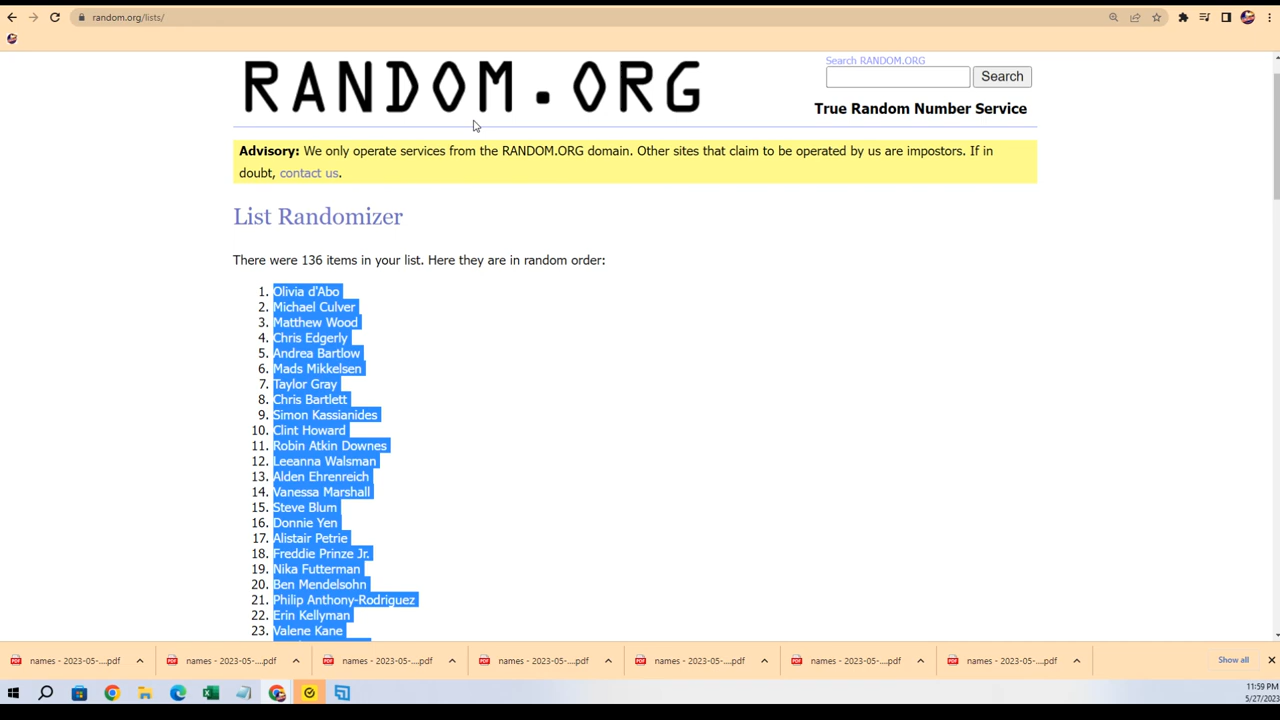 random.org/lists/
RANDOM.ORG
Search RANDOM.ORG
Search
True Random Number Service
Advisory: We only operate services from the RANDOM.ORG domain. Other sites that claim to be operated by us are impostors. If in
doubt, contact us.
List Randomizer
There were 136 items in your list. Here they are in random order:
1. Olivia d'Abo
2. Michael Culver
3. Matthew Wood
4. Chris Edgerly
5. Andrea Bartlow
6. Mads Mikkelsen
7. Taylor Gray
8. Chris Bartlett
9. Simon Kassianides
10. Clint Howard
11. Robin Atkin Downes
12. Leeanna Walsman
13. Alden Ehrenreich
14. Vanessa Marshall
15. Steve Blum
16. Donnie Yen
17. Alistair Petrie
18. Freddie Prinze Jr.
19. Nika Futterman
20. Ben Mendelsohn
21. Philip Anthony-Rodriguez
22. Erin Kellyman
23. Valene Kane
names - 2023-05-....pdf
names - 2023-05-....pdf
names - 2023-05-....pdf
names - 2023-05-....pdf
names - 2023-05-....pdf
names - 2023-05-....pdf
names - 2023-05-....pdf
Show all
11:59 PM
5/27/2023